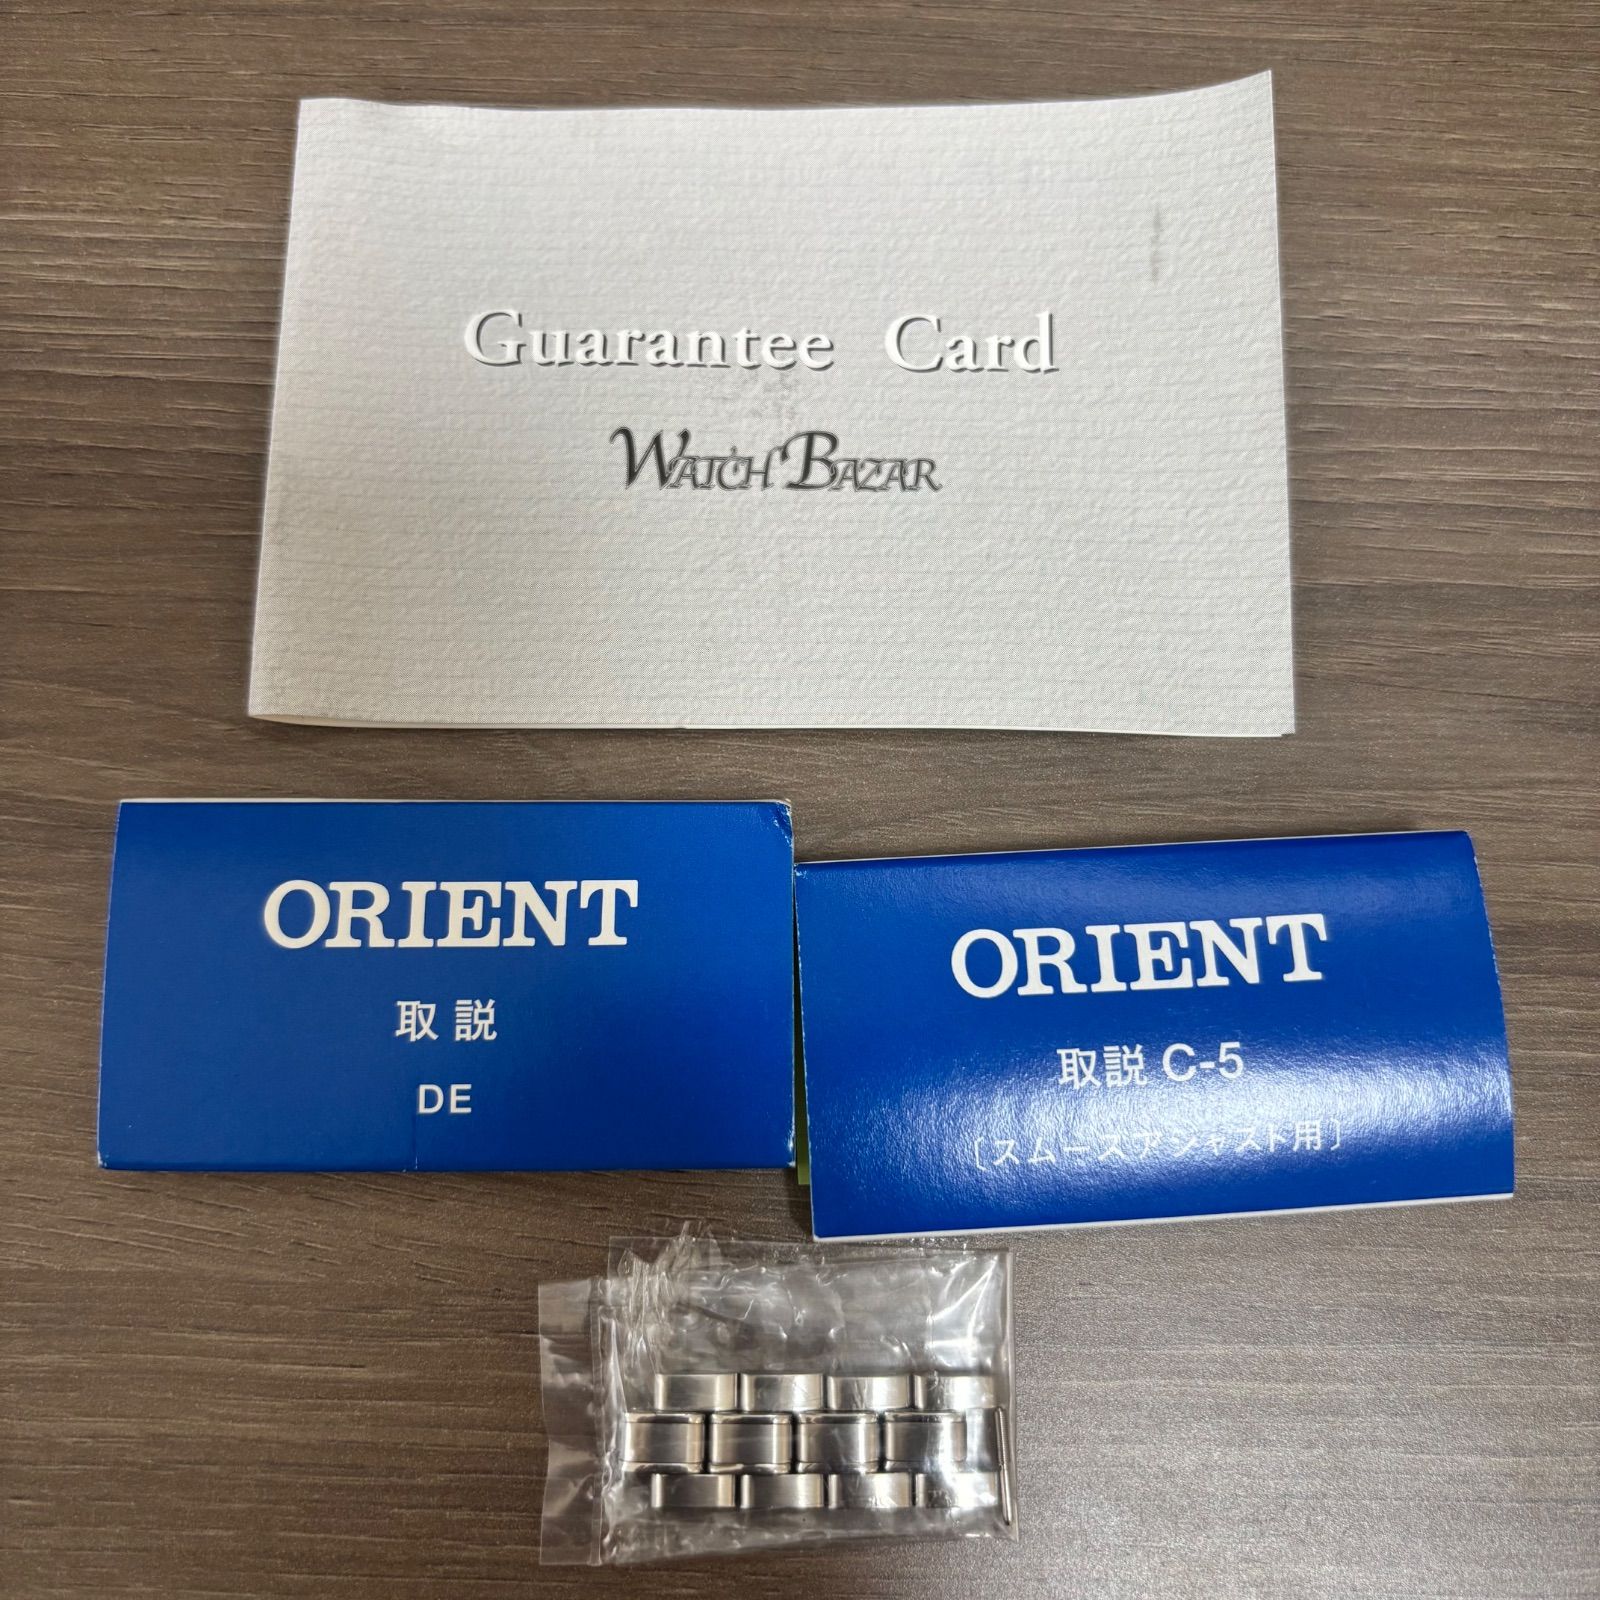 Guarantee Card
WATCH BAZAR
ORIENT
取説
DE
ORIENT
取説 C-5
〔スムースアジャスト用〕